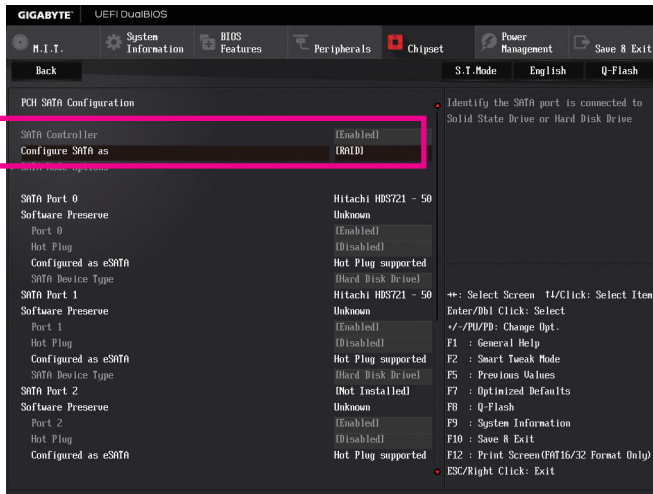 GIGABYTE™ UEFI DualBIOS
M.I.T. System Information BIOS Features Peripherals Chipset Power Management Save & Exit
Back S.T.Mode English Q-Flash
PCH SATA Configuration
SATA Controller [Enabled]
Configure SATA as [RAID]
SATA Mode options
SATA Port 0 Hitachi HDS721 - 50
Software Preserve Unknown
Port 0 [Enabled]
Hot Plug [Disabled]
Configured as eSATA Hot Plug supported
SATA Device Type [Hard Disk Drive]
SATA Port 1 Hitachi HDS721 - 50
Software Preserve Unknown
Port 1 [Enabled]
Hot Plug [Disabled]
Configured as eSATA Hot Plug supported
SATA Device Type [Hard Disk Drive]
SATA Port 2 [Not Installed]
Software Preserve Unknown
Port 2 [Enabled]
Hot Plug [Disabled]
Configured as eSATA Hot Plug supported
Identify the SATA port is connected to
Solid State Drive or Hard Disk Drive
→←: Select Screen ↑↓/Click: Select Item
Enter/Dbl Click: Select
+/-/PU/PD: Change Opt.
F1 : General Help
F2 : Smart Tweak Mode
F5 : Previous Values
F7 : Optimized Defaults
F8 : Q-Flash
F9 : System Information
F10 : Save & Exit
F12 : Print Screen(FAT16/32 Format Only)
ESC/Right Click: Exit